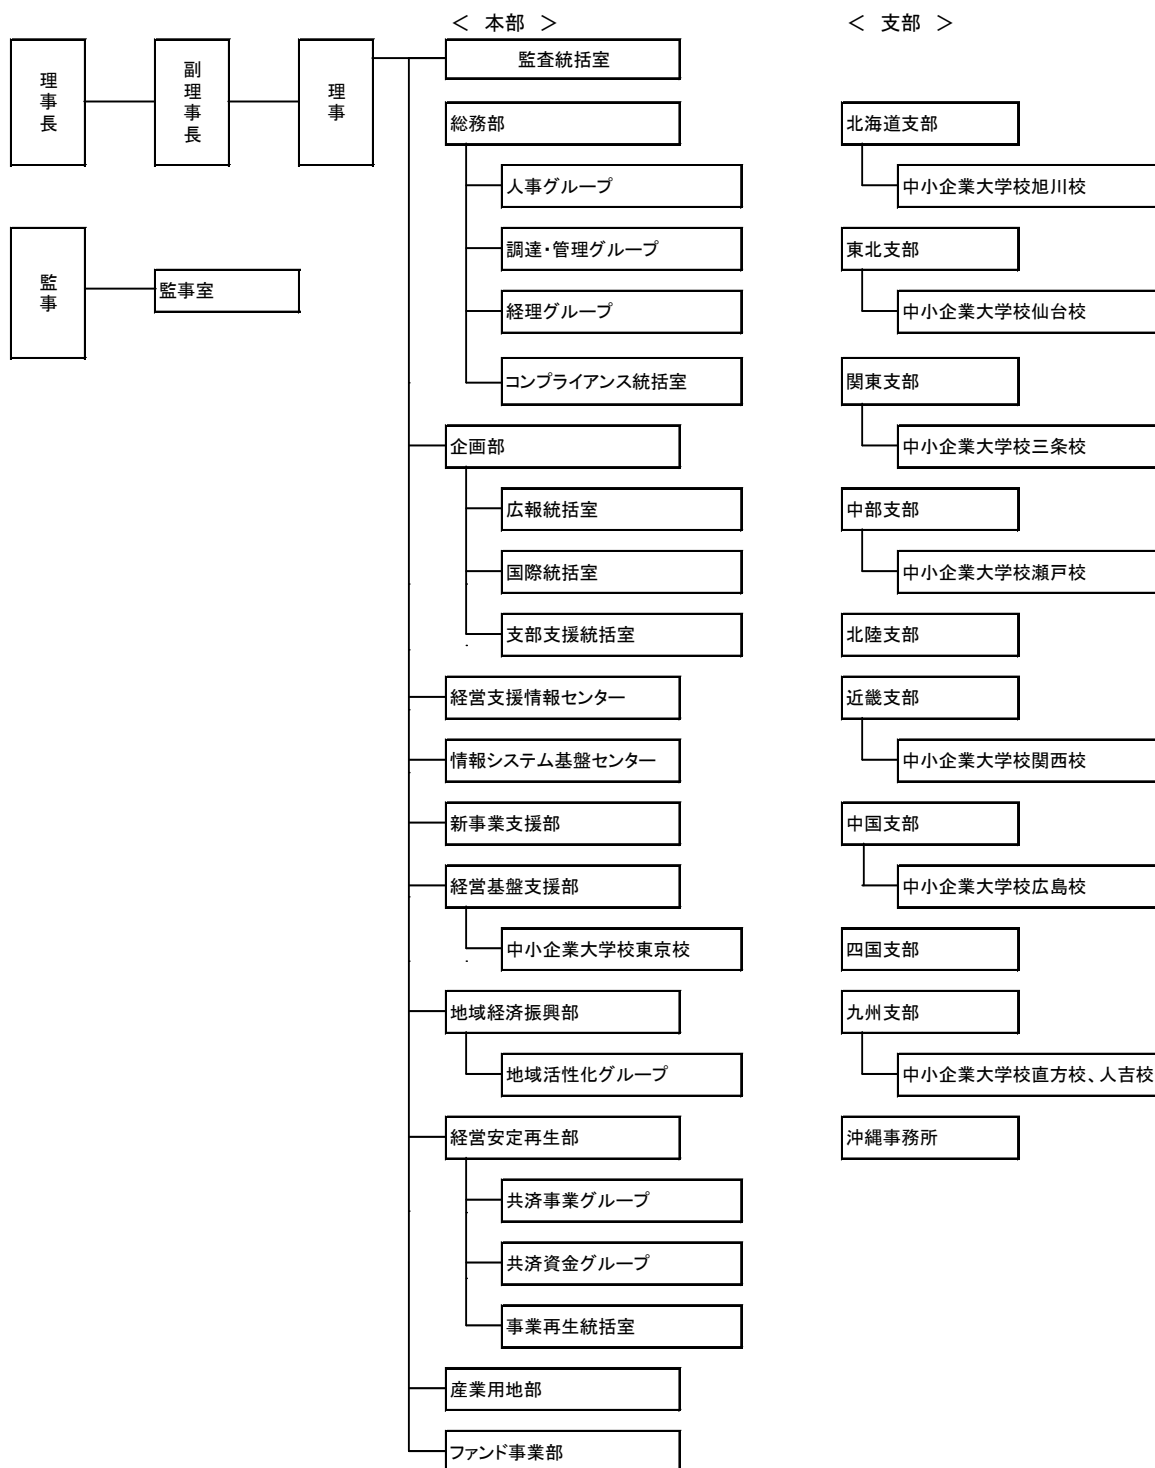 ＜ 本部 ＞
＜ 支部 ＞
理事長
副理事長
理事
監事
監事室
監査統括室
総務部
人事グループ
調達・管理グループ
経理グループ
コンプライアンス統括室
企画部
広報統括室
国際統括室
支部支援統括室
経営支援情報センター
情報システム基盤センター
新事業支援部
経営基盤支援部
中小企業大学校東京校
地域経済振興部
地域活性化グループ
経営安定再生部
共済事業グループ
共済資金グループ
事業再生統括室
産業用地部
ファンド事業部
北海道支部
中小企業大学校旭川校
東北支部
中小企業大学校仙台校
関東支部
中小企業大学校三条校
中部支部
中小企業大学校瀬戸校
北陸支部
近畿支部
中小企業大学校関西校
中国支部
中小企業大学校広島校
四国支部
九州支部
中小企業大学校直方校、人吉校
沖縄事務所